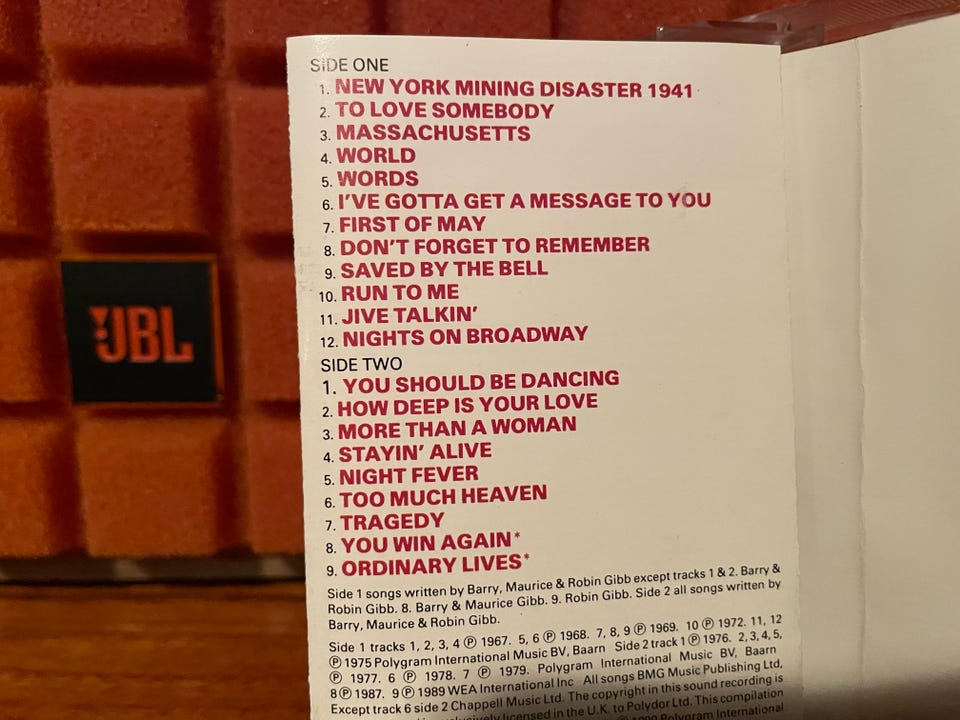 JBL
SIDE ONE
1. NEW YORK MINING DISASTER 1941
2. TO LOVE SOMEBODY
3. MASSACHUSETTS
4. WORLD
5. WORDS
6. I'VE GOTTA GET A MESSAGE TO YOU
7. FIRST OF MAY
8. DON'T FORGET TO REMEMBER
9. SAVED BY THE BELL
10. RUN TO ME
11. JIVE TALKIN'
12. NIGHTS ON BROADWAY
SIDE TWO
1. YOU SHOULD BE DANCING
2. HOW DEEP IS YOUR LOVE
3. MORE THAN A WOMAN
4. STAYIN' ALIVE
5. NIGHT FEVER
6. TOO MUCH HEAVEN
7. TRAGEDY
8. YOU WIN AGAIN*
9. ORDINARY LIVES*
Side 1 songs written by Barry, Maurice & Robin Gibb except tracks 1 & 2. Barry &
Robin Gibb. 8. Barry & Maurice Gibb. 9. Robin Gibb. Side 2 all songs written by
Barry, Maurice & Robin Gibb.
Side 1 tracks 1, 2, 3, 4 ℗ 1967. 5, 6 ℗ 1968. 7, 8, 9 ℗ 1969. 10 ℗ 1972. 11, 12
℗ 1975 Polygram International Music BV, Baarn Side 2 track 1 ℗ 1976. 2, 3, 4, 5,
℗ 1977. 6 ℗ 1978. 7 ℗ 1979. Polygram International Music BV, Baarn
8 ℗ 1987. 9 ℗ 1989 WEA International Inc All songs BMG Music Publishing Ltd,
Except track 6 side 2 Chappell Music Ltd. The copyright in this sound recording is
exclusively licensed in the U.K. to Polydor Ltd. This compilation
℗ 1990 Polygram International